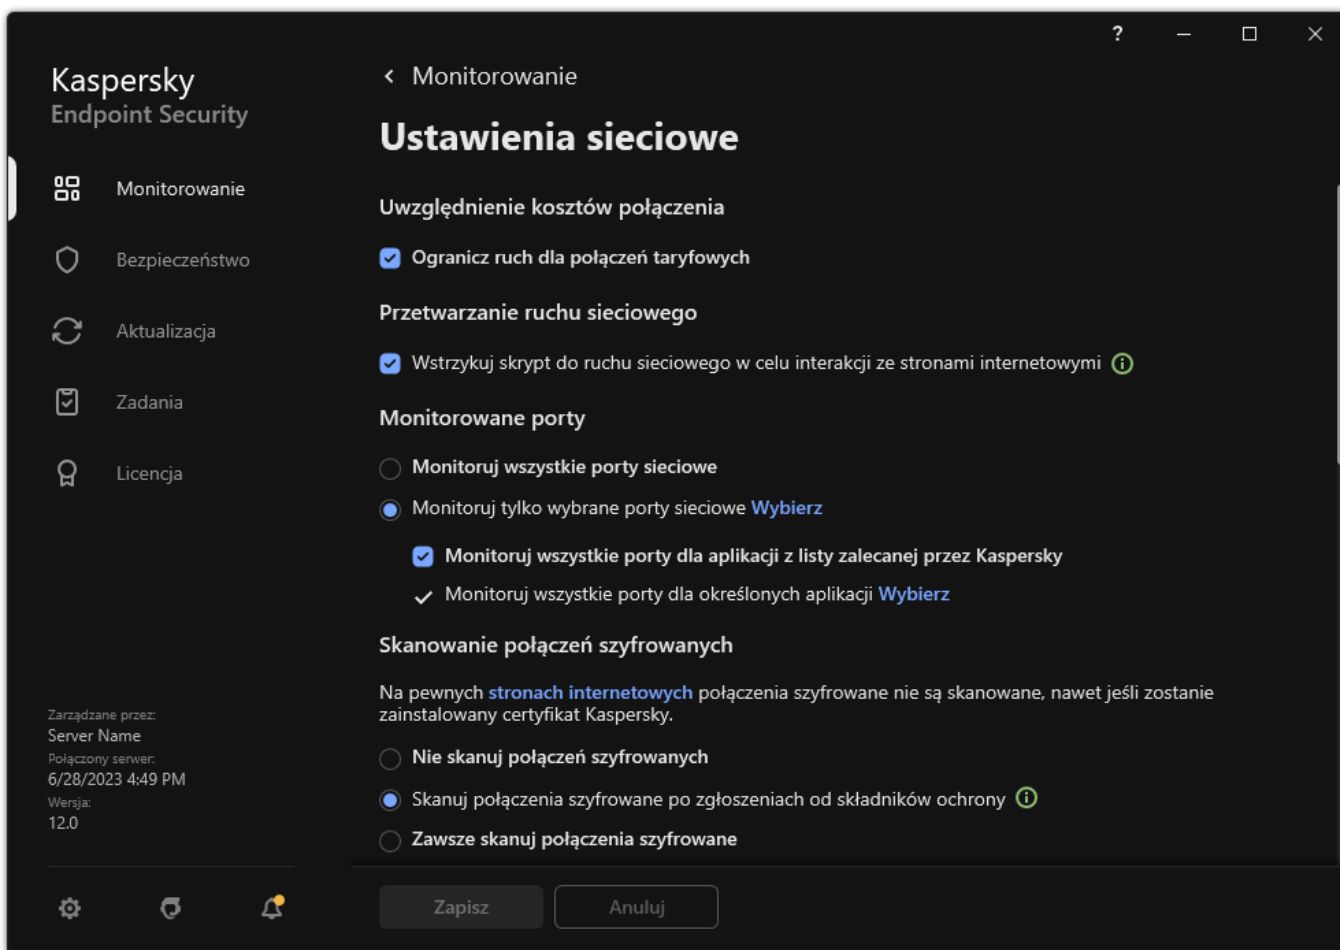 ?
Kaspersky
Endpoint Security
Monitorowanie
Bezpieczeństwo
Aktualizacja
Zadania
Licencja
Zarządzane przez:
Server Name
Połączony serwer:
6/28/2023 4:49 PM
Wersja:
12.0
Monitorowanie
Ustawienia sieciowe
Uwzględnienie kosztów połączenia
Ogranicz ruch dla połączeń taryfowych
Przetwarzanie ruchu sieciowego
Wstrzykuj skrypt do ruchu sieciowego w celu interakcji ze stronami internetowymi
Monitorowane porty
Monitoruj wszystkie porty sieciowe
Monitoruj tylko wybrane porty sieciowe Wybierz
Monitoruj wszystkie porty dla aplikacji z listy zalecanej przez Kaspersky
Monitoruj wszystkie porty dla określonych aplikacji Wybierz
Skanowanie połączeń szyfrowanych
Na pewnych stronach internetowych połączenia szyfrowane nie są skanowane, nawet jeśli zostanie
zainstalowany certyfikat Kaspersky.
Nie skanuj połączeń szyfrowanych
Skanuj połączenia szyfrowane po zgłoszeniach od składników ochrony
Zawsze skanuj połączenia szyfrowane
Zapisz
Anuluj